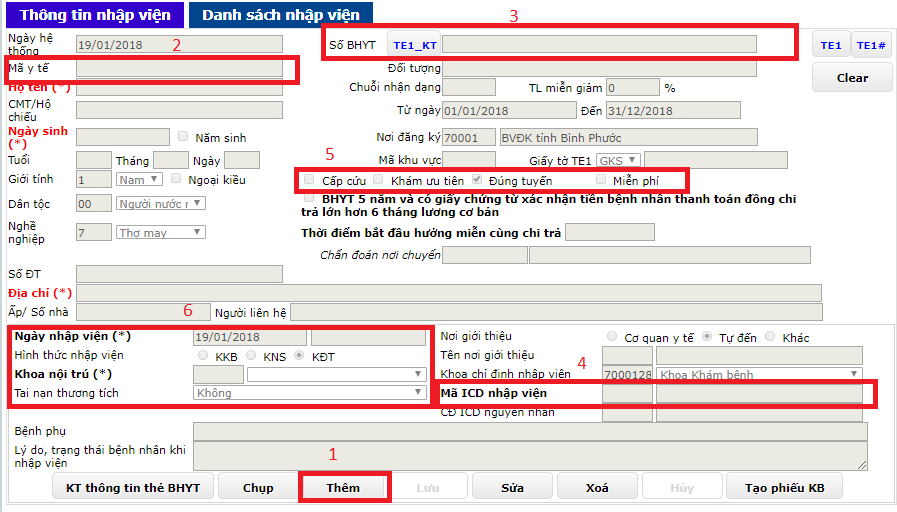 Thông tin nhập viện Danh sách nhập viện
3
Ngày hệ thống 19/01/2018 2 Số BHYT TE1_KT TE1 TE1#
Mã y tế Đối tượng Clear
Họ tên (*) Chuỗi nhận dạng TL miễn giảm 0 %
CMT/Hộ chiếu Từ ngày 01/01/2018 Đến 31/12/2018
Ngày sinh (*) Năm sinh Nơi đăng ký 70001 BVĐK tỉnh Bình Phước
Tuổi Tháng Ngày 5 Mã khu vực Giấy tờ TE1 GKS
Giới tính 1 Nam Ngoại kiều Cấp cứu Khám ưu tiên Đúng tuyến Miễn phí
Dân tộc 00 Người nước n BHYT 5 năm và có giấy chứng từ xác nhận tiền bệnh nhân thanh toán đồng chi
trả lớn hơn 6 tháng lương cơ bản
Nghề nghiệp 7 Thợ may Thời điểm bắt đầu hưởng miễn cùng chi trả
Chẩn đoán nơi chuyển
Số ĐT
Địa chỉ (*)
Ấp/ Số nhà 6 Người liên hệ
Ngày nhập viện (*) 19/01/2018 Nơi giới thiệu Cơ quan y tế Tự đến Khác
Hình thức nhập viện KKB KNS KĐT Tên nơi giới thiệu
Khoa nội trú (*) Khoa chỉ định nhập viện 4 7000128 Khoa Khám bệnh
Tai nạn thương tích Không Mã ICD nhập viện
CĐ ICD nguyên nhân
Bệnh phụ
Lý do, trạng thái bệnh nhân khi
nhập viện
1
KT thông tin thẻ BHYT Chụp Thêm Lưu Sửa Xoá Hủy Tạo phiếu KB